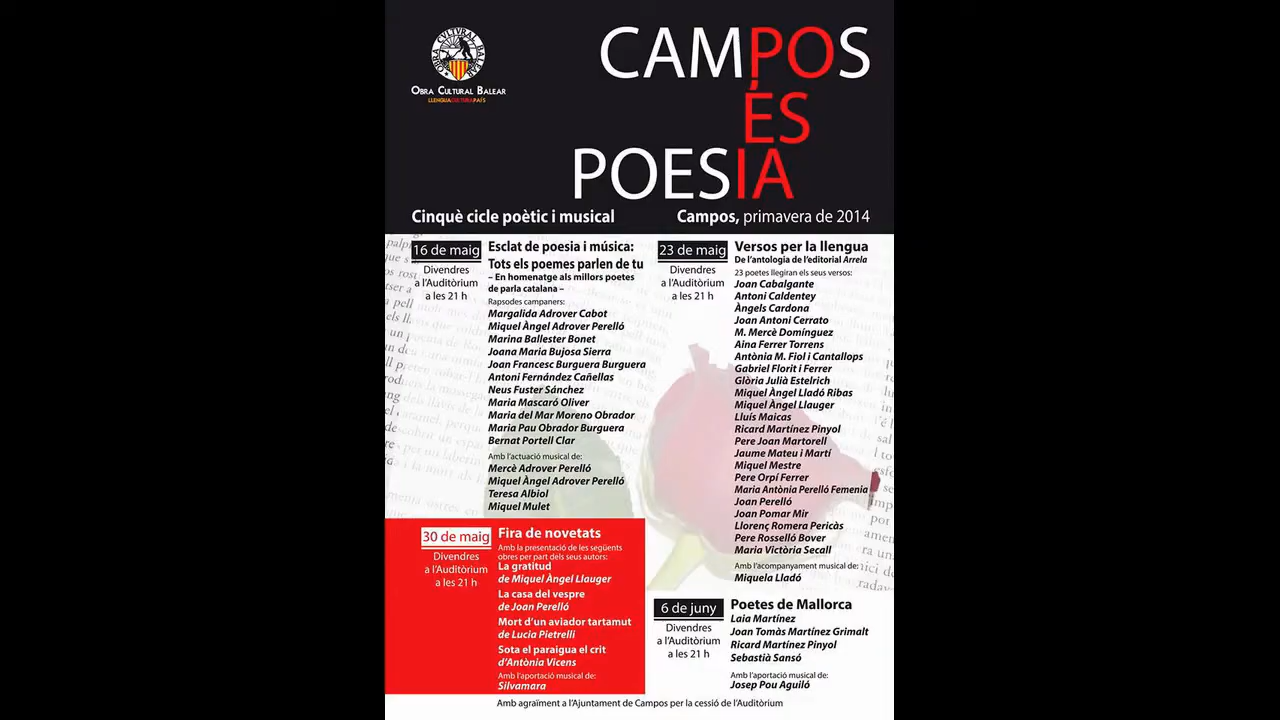 OBRA CULTURAL BALEAR
OBRA CULTURAL BALEAR
LLENGUACULTURAPAÍS
CAMPOS
ÉS
POESIA
Cinquè cicle poètic i musical
Campos, primavera de 2014
16 de maig
Divendres
a l'Auditòrium
a les 21 h
Esclat de poesia i música:
Tots els poemes parlen de tu
– En homenatge als millors poetes
de parla catalana –
Rapsodes campaners:
Margalida Adrover Cabot
Miquel Àngel Adrover Perelló
Marina Ballester Bonet
Joana Maria Bujosa Sierra
Joan Francesc Burguera Burguera
Antoni Fernández Cañellas
Neus Fuster Sánchez
Maria Mascaró Oliver
Maria del Mar Moreno Obrador
Maria Pau Obrador Burguera
Bernat Portell Clar
Amb l'actuació musical de:
Mercè Adrover Perelló
Miquel Àngel Adrover Perelló
Teresa Albiol
Miquel Mulet
23 de maig
Divendres
a l'Auditòrium
a les 21 h
Versos per la llengua
De l'antologia de l'editorial Arrela
23 poetes llegiran els seus versos:
Joan Cabalgante
Antoni Caldentey
Àngels Cardona
Joan Antoni Cerrato
M. Mercè Domínguez
Aina Ferrer Torrens
Antònia M. Fiol i Cantallops
Gabriel Florit i Ferrer
Glòria Julià Estelrich
Miquel Àngel Lladó Ribas
Miquel Àngel Llauger
Lluís Maicas
Ricard Martínez Pinyol
Pere Joan Martorell
Jaume Mateu i Martí
Miquel Mestre
Pere Orpí Ferrer
Maria Antònia Perelló Femenia
Joan Perelló
Joan Pomar Mir
Llorenç Romera Pericàs
Pere Rosselló Bover
Maria Victòria Secall
Amb l'acompanyament musical de:
Miquela Lladó
30 de maig
Divendres
a l'Auditòrium
a les 21 h
Fira de novetats
Amb la presentació de les següents
obres per part dels seus autors:
La gratitud
de Miquel Àngel Llauger
La casa del vespre
de Joan Perelló
Mort d'un aviador tartamut
de Lucia Pietrelli
Sota el paraigua el crit
d'Antònia Vicens
Amb l'aportació musical de:
Silvamara
6 de juny
Divendres
a l'Auditòrium
a les 21 h
Poetes de Mallorca
Laia Martínez
Joan Tomàs Martínez Grimalt
Ricard Martínez Pinyol
Sebastià Sansó
Amb l'aportació musical de:
Josep Pou Aguiló
Amb agraïment a l'Ajuntament de Campos per la cessió de l'Auditòrium